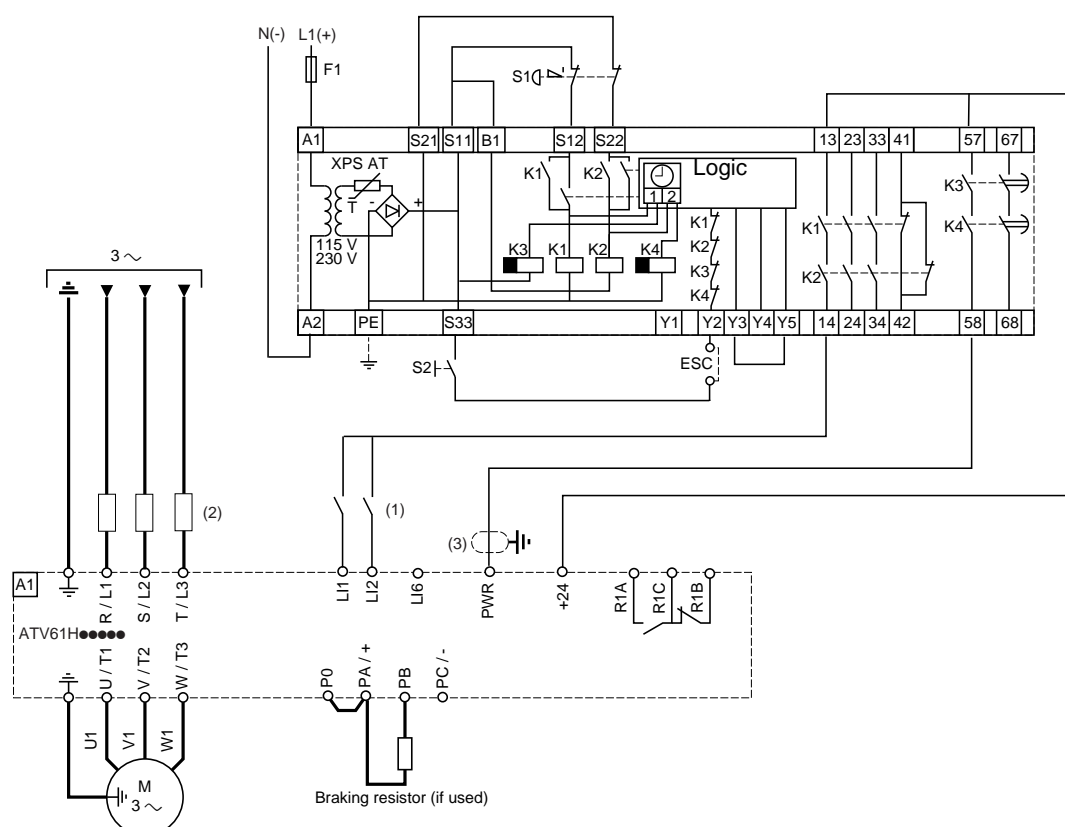 N(-) L1(+)
F1
S1
A1 S21 S11 B1 S12 S22 13 23 33 41 57 67
XPS AT
T
- +
115 V
230 V
K1 K2
Logic
1 2
K3 K1 K2 K4
K1
K2
K3
K4
K1
K2
K3
K4
A2 PE S33 Y1 Y2 Y3 Y4 Y5 14 24 34 42 58 68
S2
ESC
3 ~
(2)
(1)
(3)
A1
R / L1
S / L2
T / L3
LI1
LI2
LI6
PWR
+24
R1A
R1C
R1B
ATV61H●●●●●
U / T1
V / T2
W / T3
P0
PA / +
PB
PC / -
U1
V1
W1
M
3 ~
Braking resistor (if used)